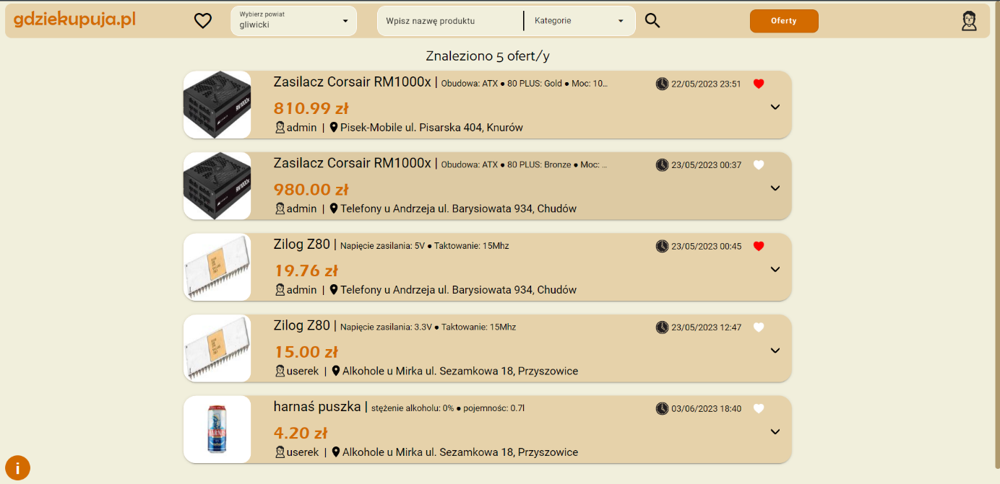 gdziekupuja.pl
Wybierz powiat
gliwicki
Wpisz nazwę produktu
Kategorie
Oferty
Znaleziono 5 ofert/y
Zasilacz Corsair RM1000x | Obudowa: ATX ● 80 PLUS: Gold ● Moc: 10...
22/05/2023 23:51
810.99 zł
admin | Pisek-Mobile ul. Pisarska 404, Knurów
RM1000x
Zasilacz Corsair RM1000x | Obudowa: ATX ● 80 PLUS: Bronze ● Moc: ...
23/05/2023 00:37
980.00 zł
admin | Telefony u Andrzeja ul. Barysiowata 934, Chudów
RM1000x
Zilog Z80 | Napięcie zasilania: 5V ● Taktowanie: 15Mhz
23/05/2023 00:45
19.76 zł
admin | Telefony u Andrzeja ul. Barysiowata 934, Chudów
Zilog Z80 | Napięcie zasilania: 3.3V ● Taktowanie: 15Mhz
23/05/2023 12:47
15.00 zł
userek | Alkohole u Mirka ul. Sezamkowa 18, Przyszowice
harnaś puszka | stężenie alkoholu: 0% ● pojemnośc: 0.7l
03/06/2023 18:40
4.20 zł
userek | Alkohole u Mirka ul. Sezamkowa 18, Przyszowice
i